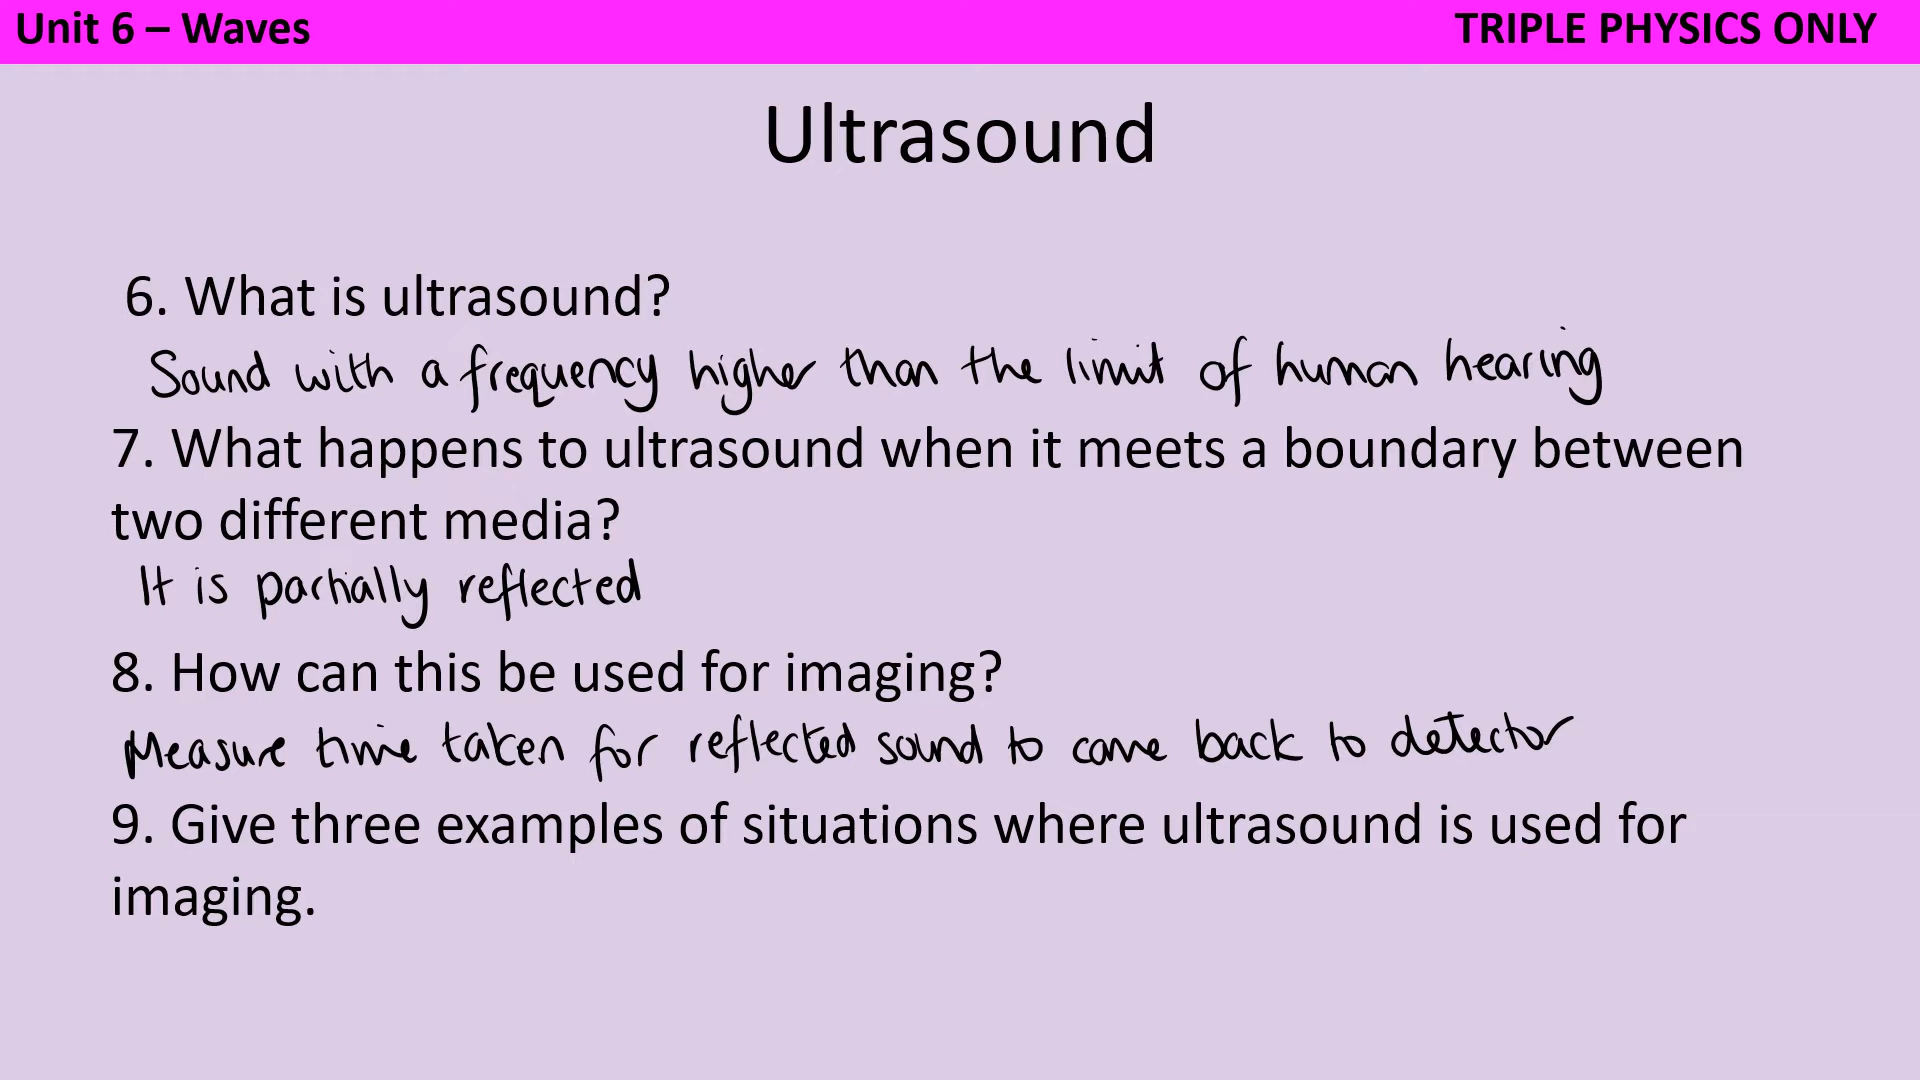 Unit 6 – Waves
TRIPLE PHYSICS ONLY
Ultrasound
6. What is ultrasound?
Sound with a frequency higher than the limit of human hearing
7. What happens to ultrasound when it meets a boundary between
two different media?
It is partially reflected
8. How can this be used for imaging?
Measure time taken for reflected sound to come back to detector
9. Give three examples of situations where ultrasound is used for
imaging.